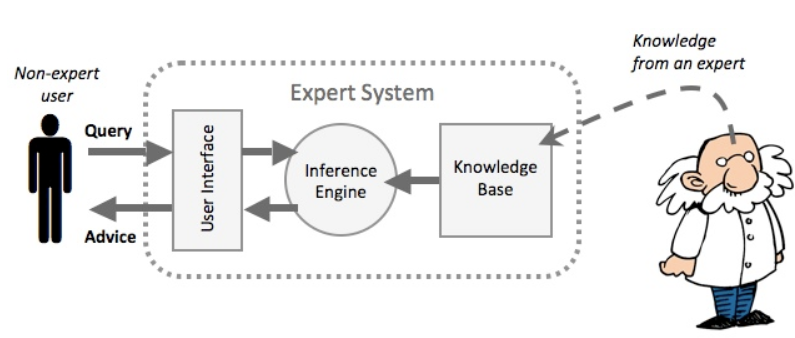 Knowledge
from an expert
Non-expert
user
Expert System
Query
User Interface
Inference
Engine
Knowledge
Base
Advice